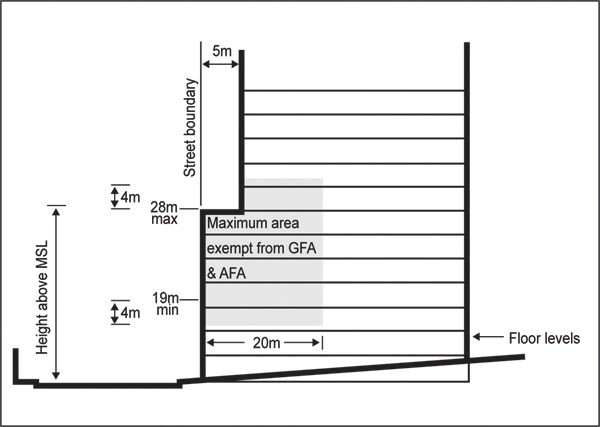 5m
Street boundary
4m
28m
max
Maximum area
exempt from GFA
& AFA
Height above MSL
19m
min
4m
20m
Floor levels